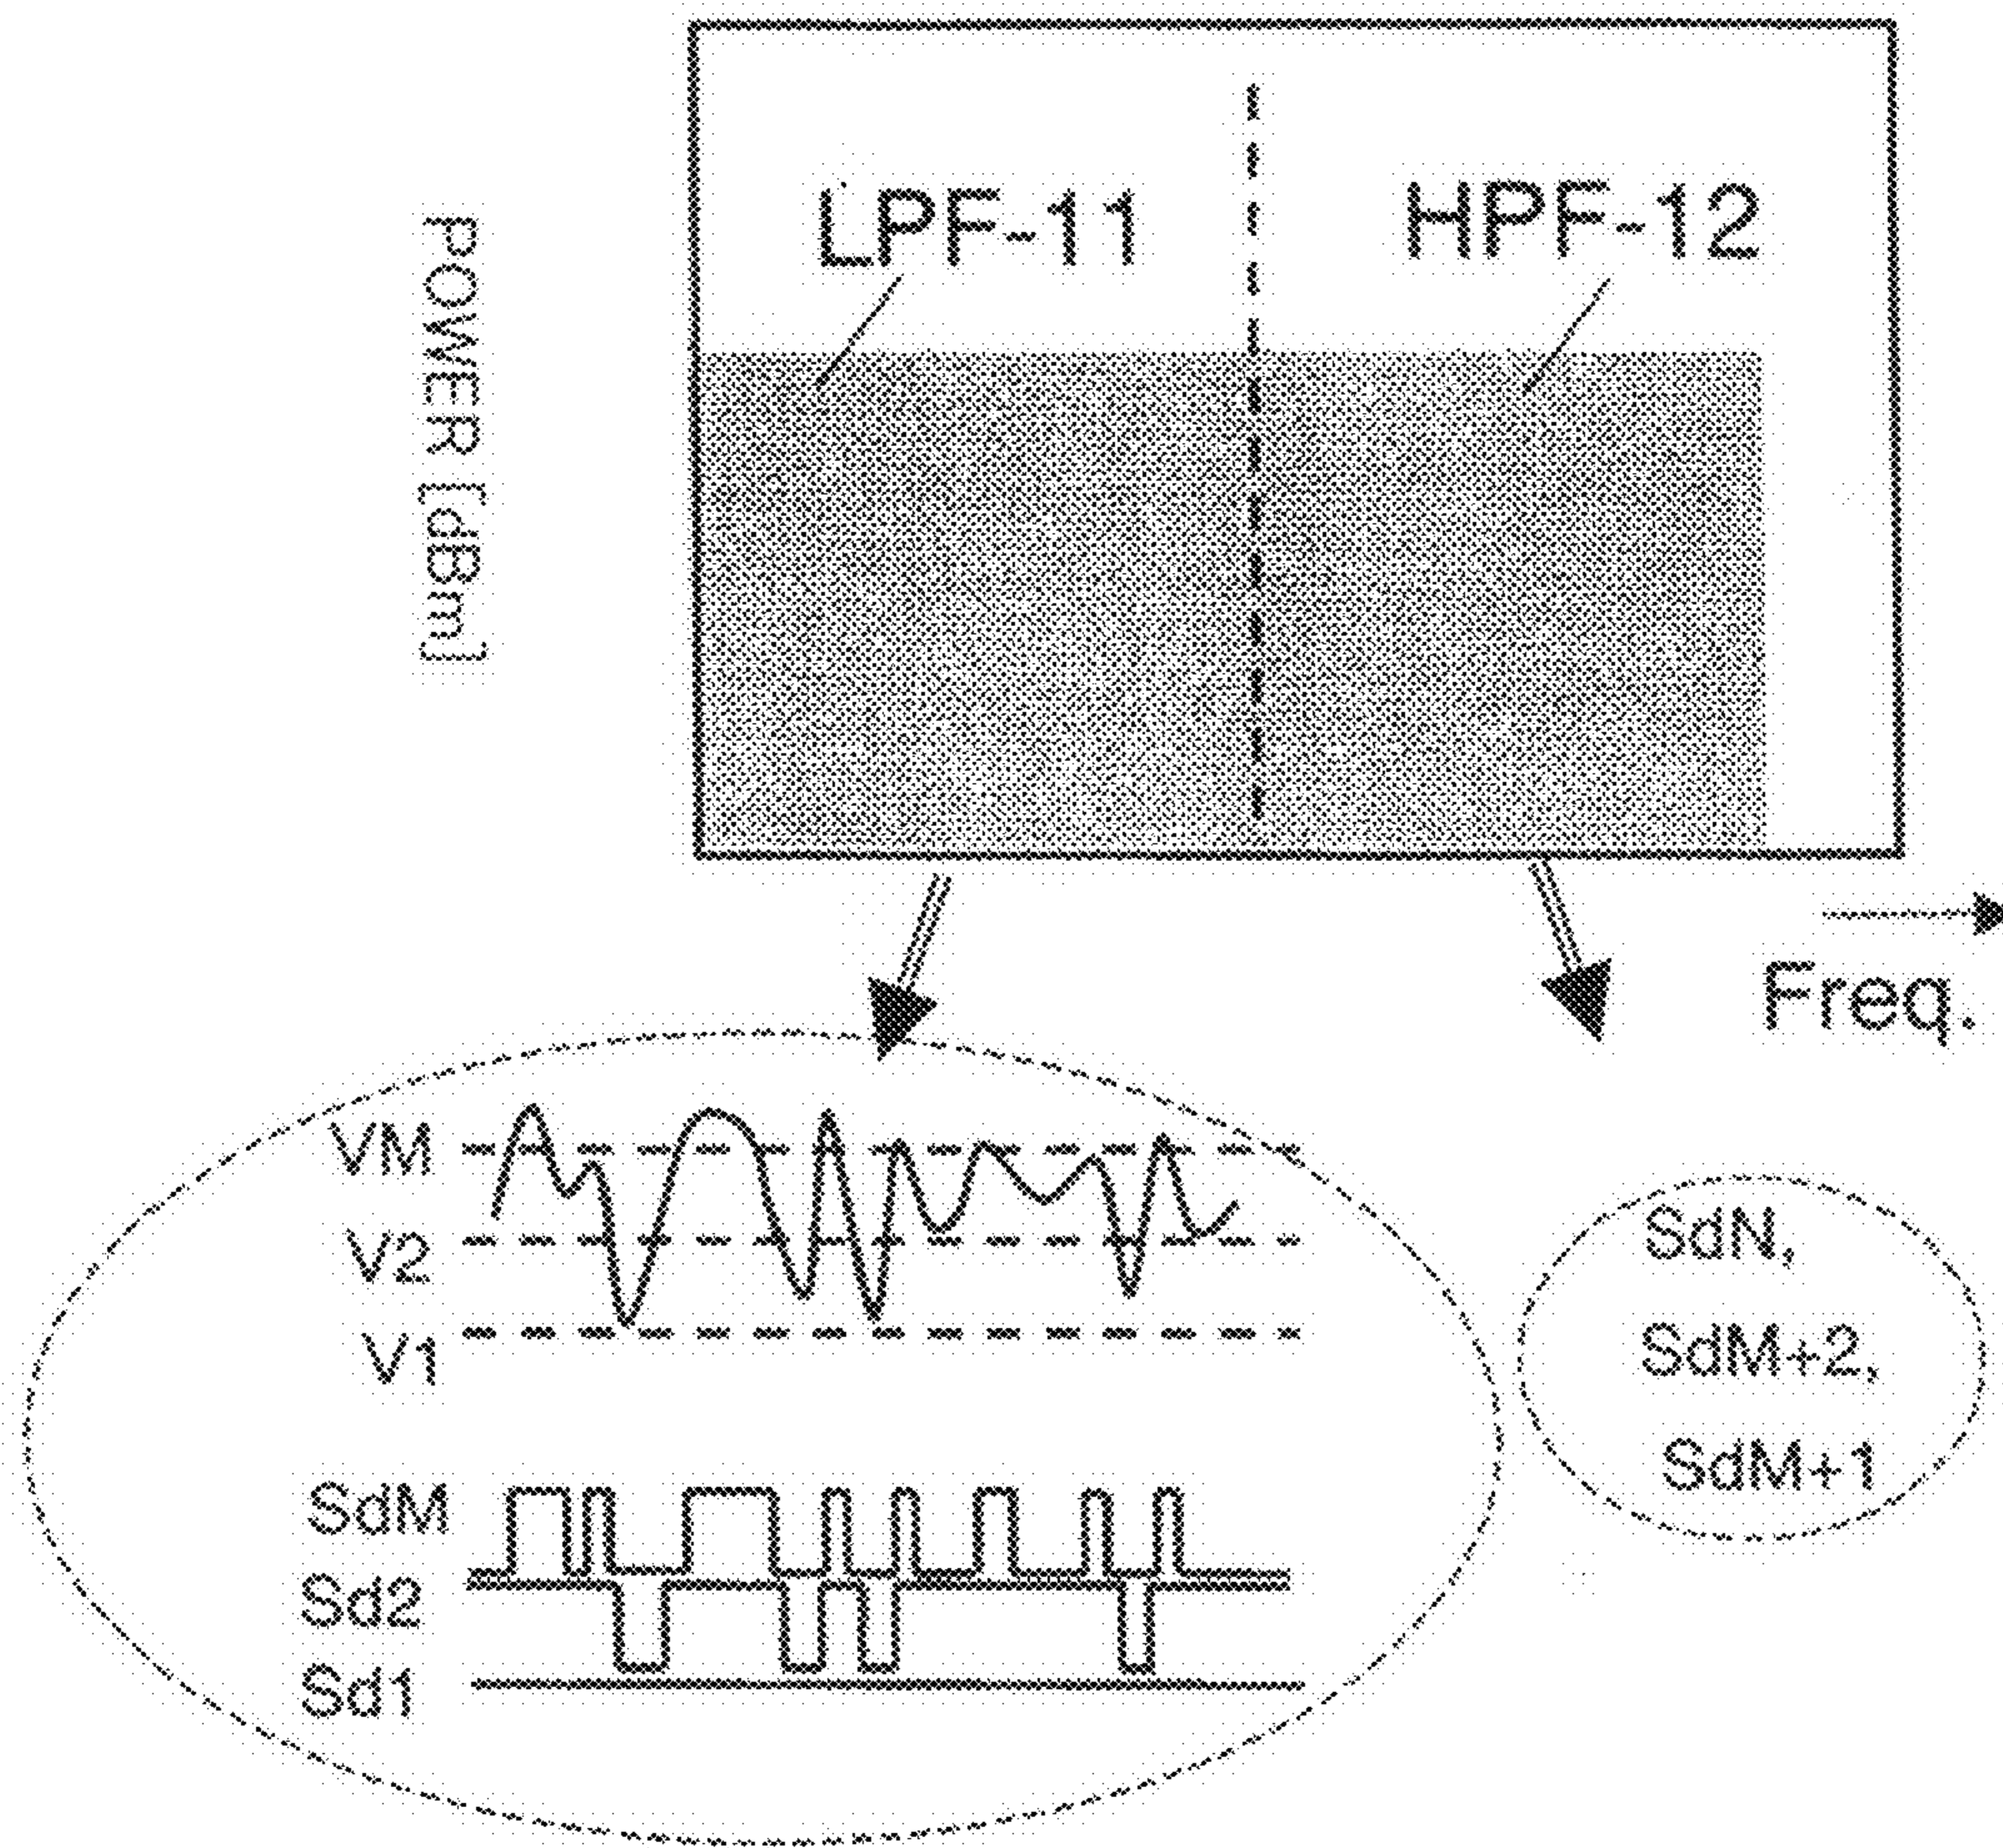 POWER [dBm]
LPF-11
HPF-12
Freq.
VM
V2
V1
SdM
Sd2
Sd1
SdN,
SdM+2,
SdM+1